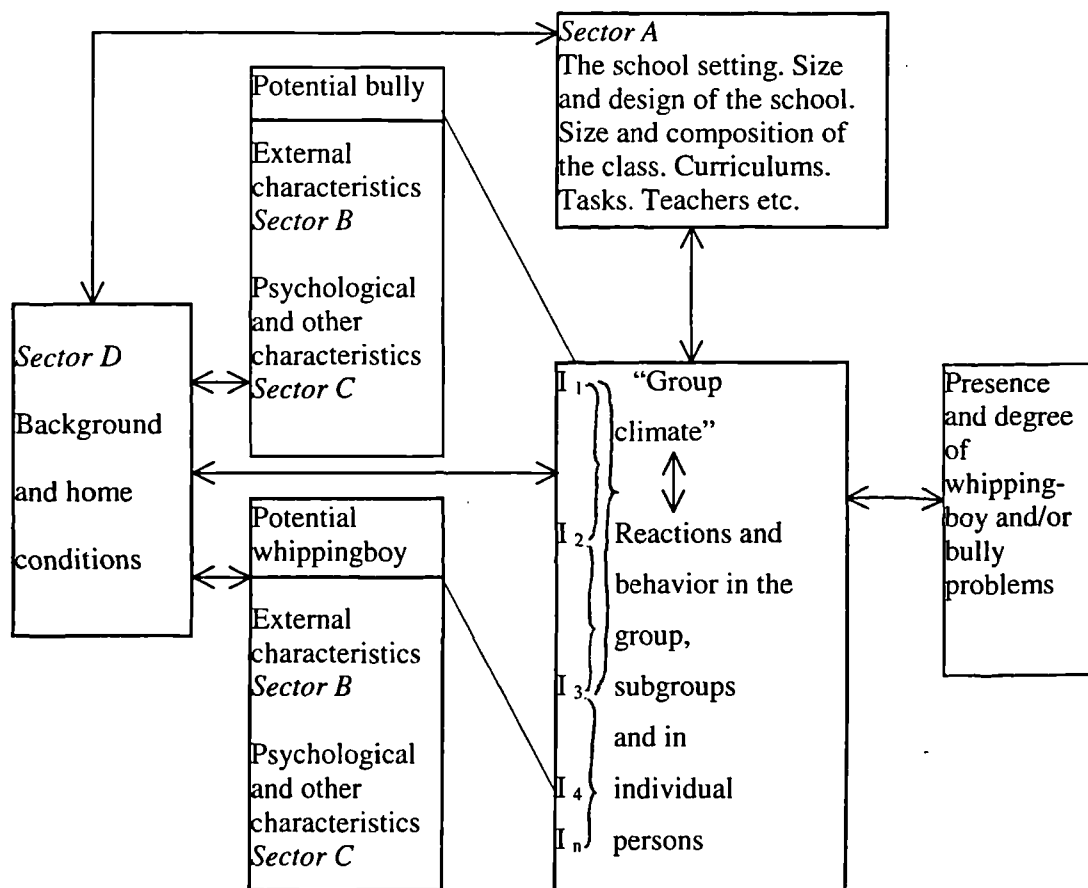 Sector A
The school setting. Size
and design of the school.
Size and composition of
the class. Curriculums.
Tasks. Teachers etc.
Potential bully
External
characteristics
Sector B
Psychological
and other
characteristics
Sector C
Sector D
Background
and home
conditions
Potential
whippingboy
External
characteristics
Sector B
Psychological
and other
characteristics
Sector C
I 1 “Group
climate”
I 2 Reactions and
behavior in the
group,
I 3 subgroups
and in
I 4 individual
I n persons
Presence
and degree
of
whipping-
boy and/or
bully
problems